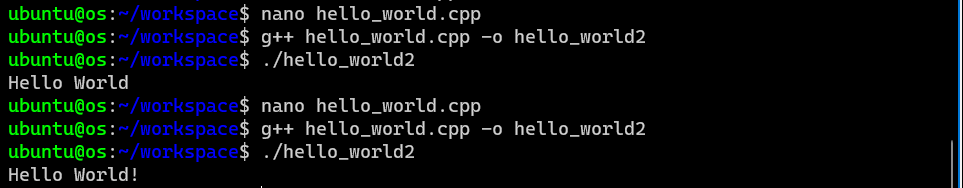 ubuntu@os:~/workspace$ nano hello_world.cpp
ubuntu@os:~/workspace$ g++ hello_world.cpp -o hello_world2
ubuntu@os:~/workspace$ ./hello_world2
Hello World
ubuntu@os:~/workspace$ nano hello_world.cpp
ubuntu@os:~/workspace$ g++ hello_world.cpp -o hello_world2
ubuntu@os:~/workspace$ ./hello_world2
Hello World!